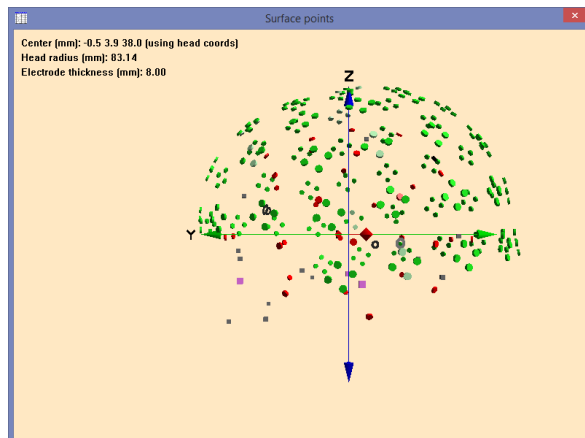 Surface points
Center (mm): -0.5 3.9 38.0 (using head coords)
Head radius (mm): 83.14
Electrode thickness (mm): 8.00
Z
Y